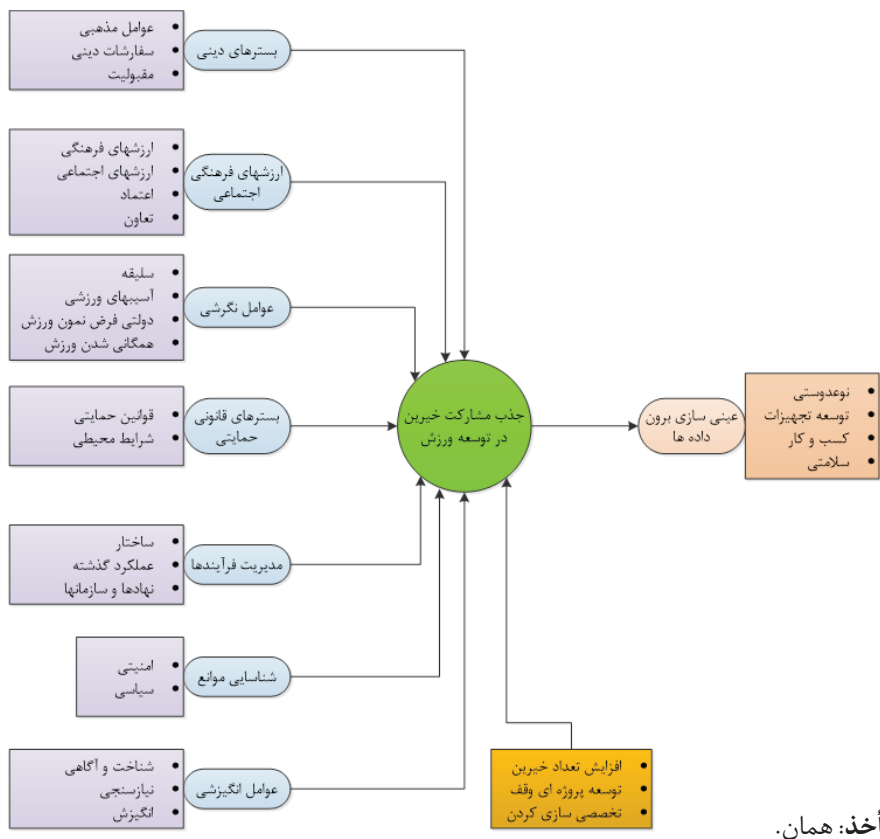 عوامل مذهبی
سفارشات دینی
مقبولیت
بسترهای دینی
ارزشهای فرهنگی
ارزشهای اجتماعی
اعتماد
تعاون
ارزشهای فرهنگی
اجتماعی
سلیقه
آسیبهای ورزشی
دولتی فرض نمون ورزش
همگانی شدن ورزش
عوامل نگرشی
قوانین حمایتی
شرایط محیطی
بسترهای قانونی
حمایتی
ساختار
عملکرد گذشته
نهادها و سازمانها
مدیریت فرآیندها
امنیتی
سیاسی
شناسایی موانع
شناخت و آگاهی
نیازسنجی
انگیزش
عوامل انگیزشی
جذب مشارکت خیرین
در توسعه ورزش
عینی سازی برون
داده ها
نوعدوستی
توسعه تجهیزات
کسب و کار
سلامتی
افزایش تعداد خیرین
توسعه پروژه ای وقف
تخصصی سازی کردن
أخذ: همان.